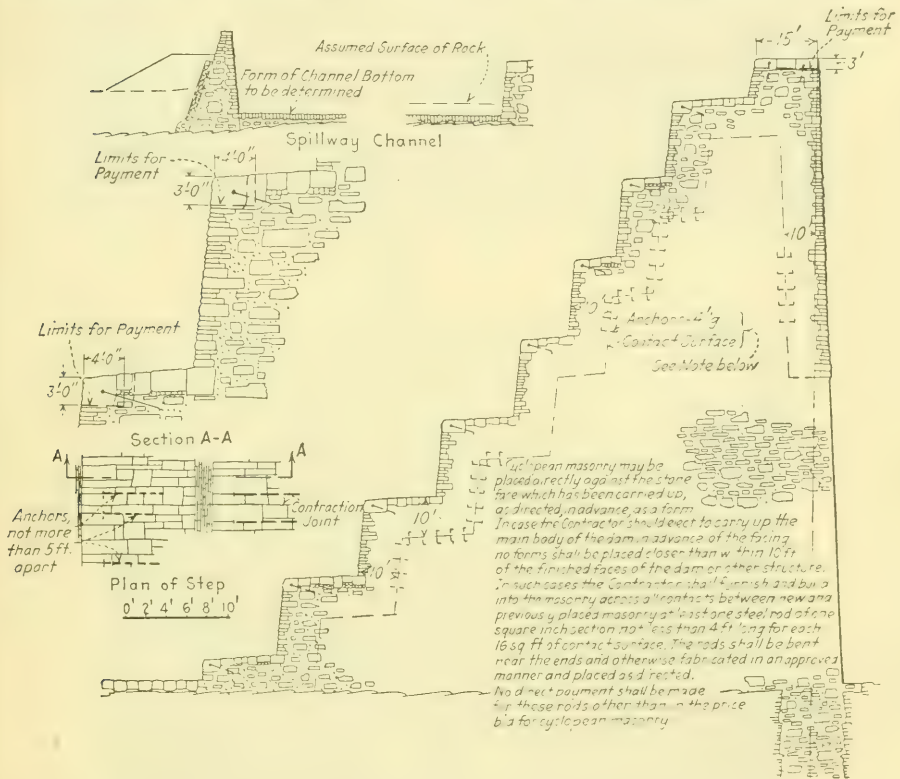 Limits for
Payment
15'
3'
Assumed Surface of Rock
Form of Channel Bottom
to be determined
Spillway Channel
Limits for
Payment
4'-0"
3'-0"
10'
Limits for Payment
4'-0"
3'-0"
10'
Anchors-4' lg
Contact Surface
See Note below
Section A-A
A
A
Contraction
Joint
Anchors,
not more
than 5 ft.
apart
Plan of Step
0' 2' 4' 6' 8' 10'
10'
10'
Cyclopean masonry may be
placed directly against the stone
face which has been carried up,
as directed, in advance, as a form
In case the Contractor should elect to carry up the
main body of the dam in advance of the facing
no forms shall be placed closer than within 10 ft
of the finished faces of the dam or other structure.
In such cases the Contractor shall furnish and build
into the masonry across all contacts between new and
previously placed masonry at least one steel rod of one
square inch section not less than 4 ft long for each
16 sq ft of contact surface. The rods shall be bent
near the ends and otherwise fabricated in an approved
manner and placed as directed.
No direct payment shall be made
for these rods other than in the price
bid for cyclopean masonry